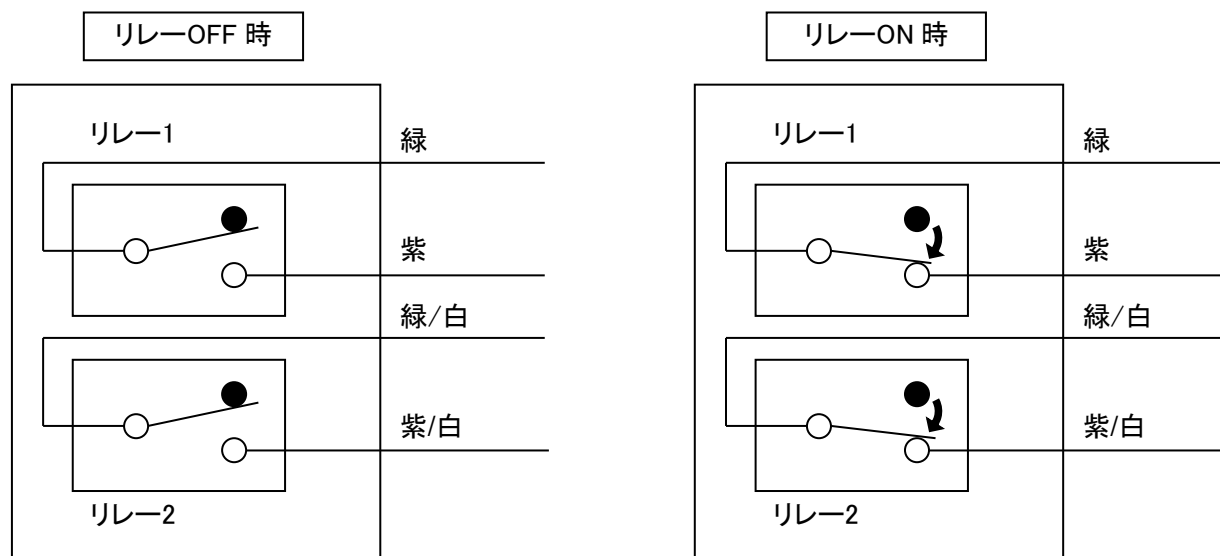 リレーOFF 時
リレー1
緑
紫
緑/白
紫/白
リレー2
リレーON 時
リレー1
緑
紫
緑/白
紫/白
リレー2